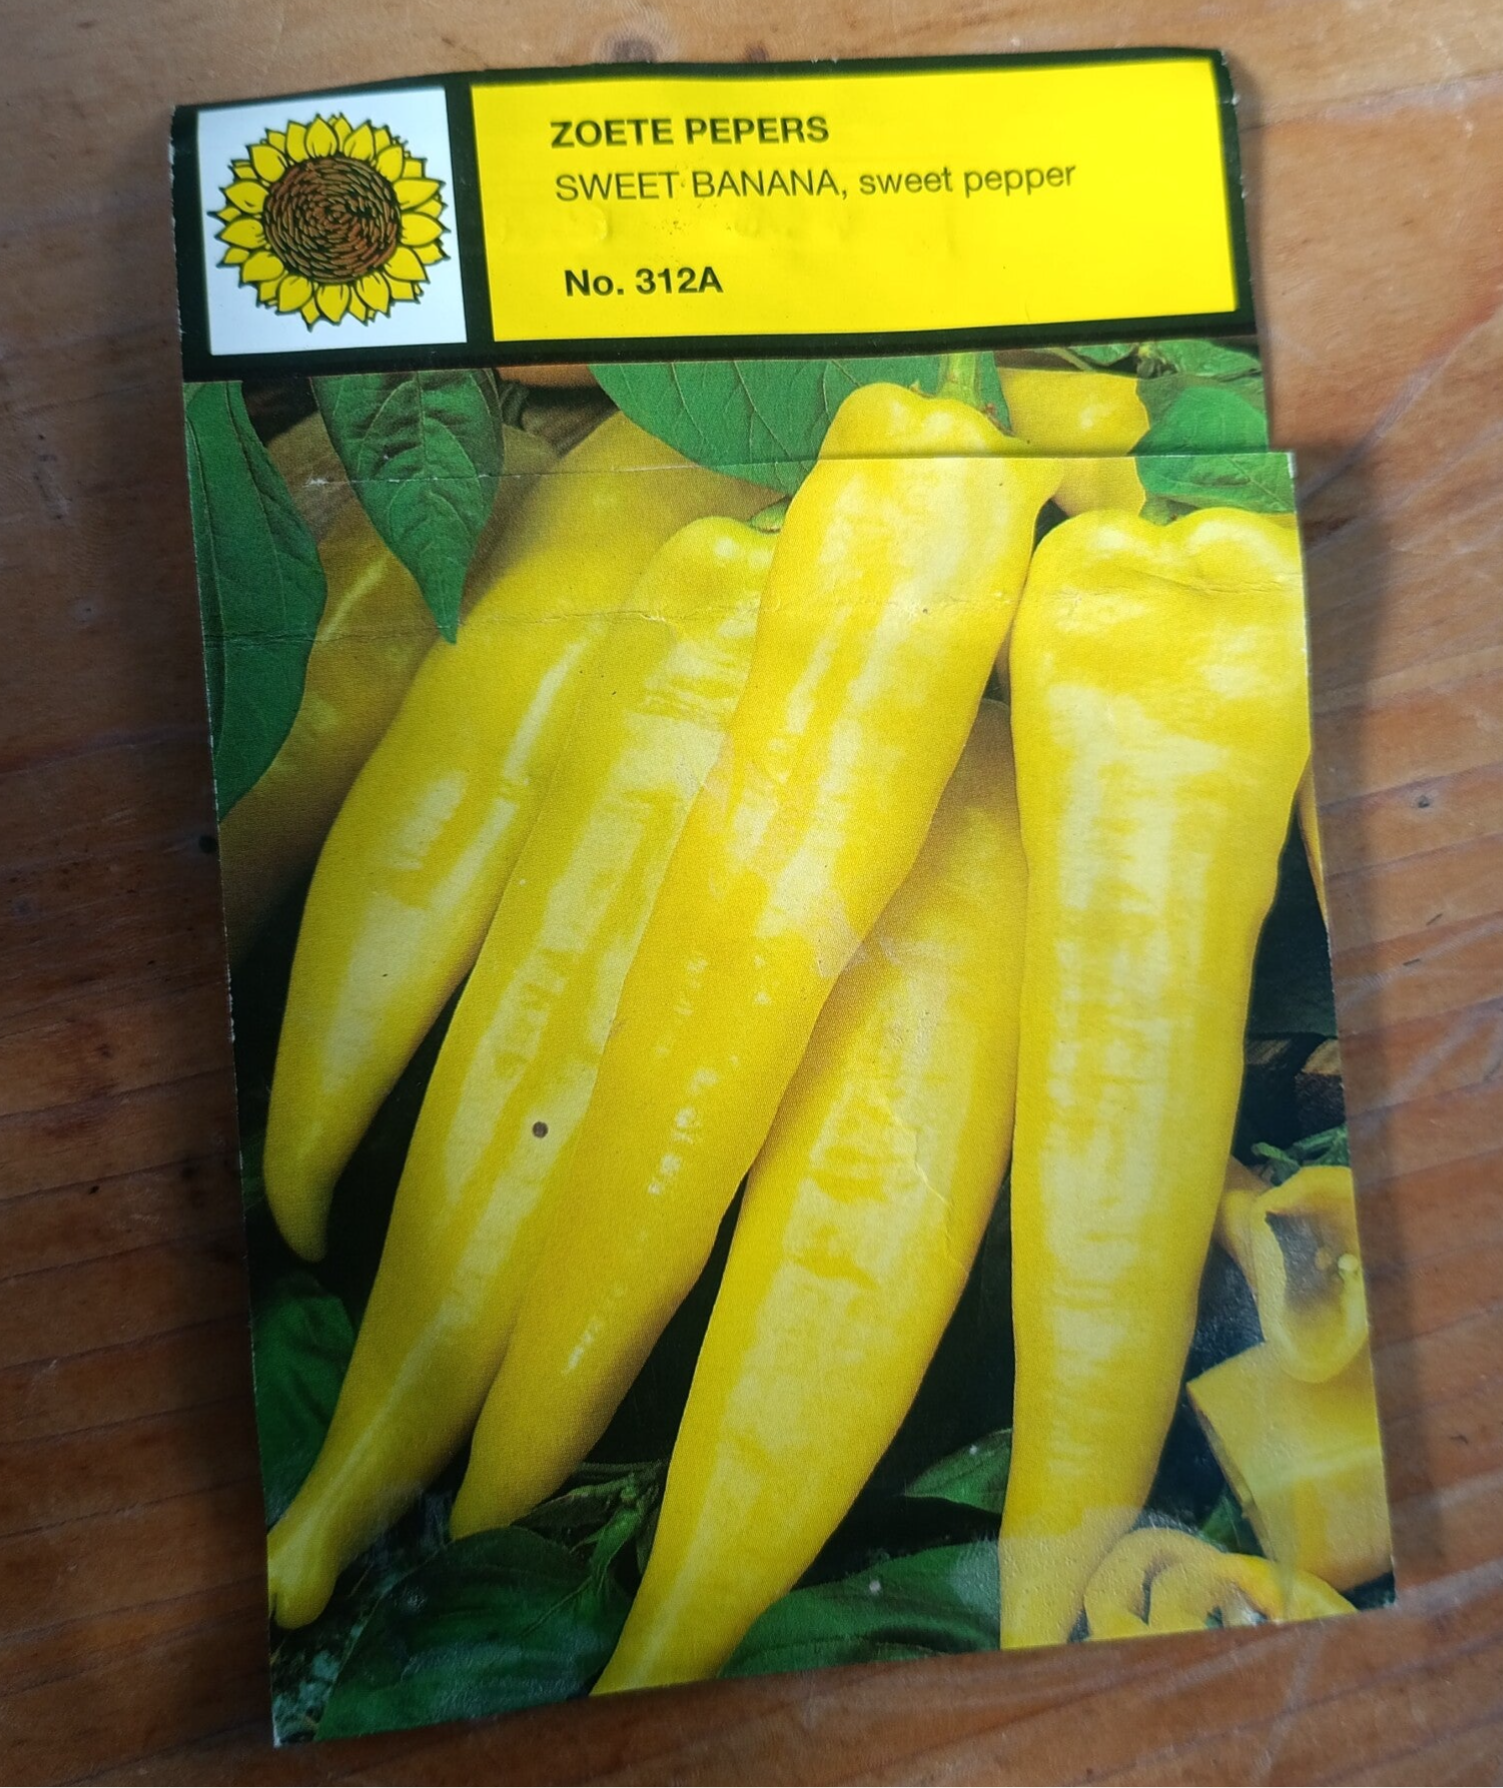 ZOETE PEPERS
SWEET BANANA, sweet pepper
No. 312A